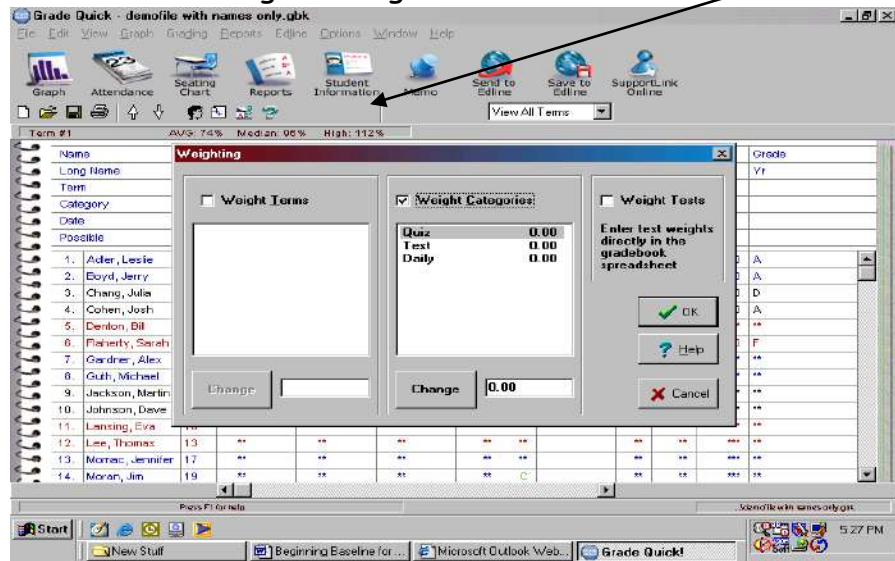 Grade Quick - demofile with names only.gbk
File Edit View Graph Grading Reports Edline Options Window Help
Graph Attendance Seating Chart Reports Student Information Memo Send to Edline Save to Edline SupportLink Online
View All Terms
Term #1 AVG: 74% Median: 96% High: 112%
Name Grade
Long Name Yr
Term
Category
Date
Possible
Weighting
Weight Terms
Weight Categories
Weight Tests
Quiz 0.00
Test 0.00
Daily 0.00
Enter test weights
directly in the
gradebook
spreadsheet
OK
Help
Cancel
Change
Change 0.00
1. Adler, Leslie A
2. Boyd, Jerry A
3. Chang, Julia D
4. Cohen, Josh A
5. Denton, Bill **
6. Flaherty, Sarah F
7. Gardner, Alex **
8. Guth, Michael **
9. Jackson, Martin **
10. Johnson, Dave **
11. Lansing, Eva **
12. Lee, Thomas 13 ** ** ** ** ** ** ** *** **
13. Mornac, Jennifer 17 ** ** ** ** ** ** ** *** **
14. Moran, Jim 19 ** ** ** ** C ** ** *** **
Press F1 for help
Start
5:27 PM
New Stuff Beginning Baseline for ... Microsoft Outlook Web... Grade Quick!